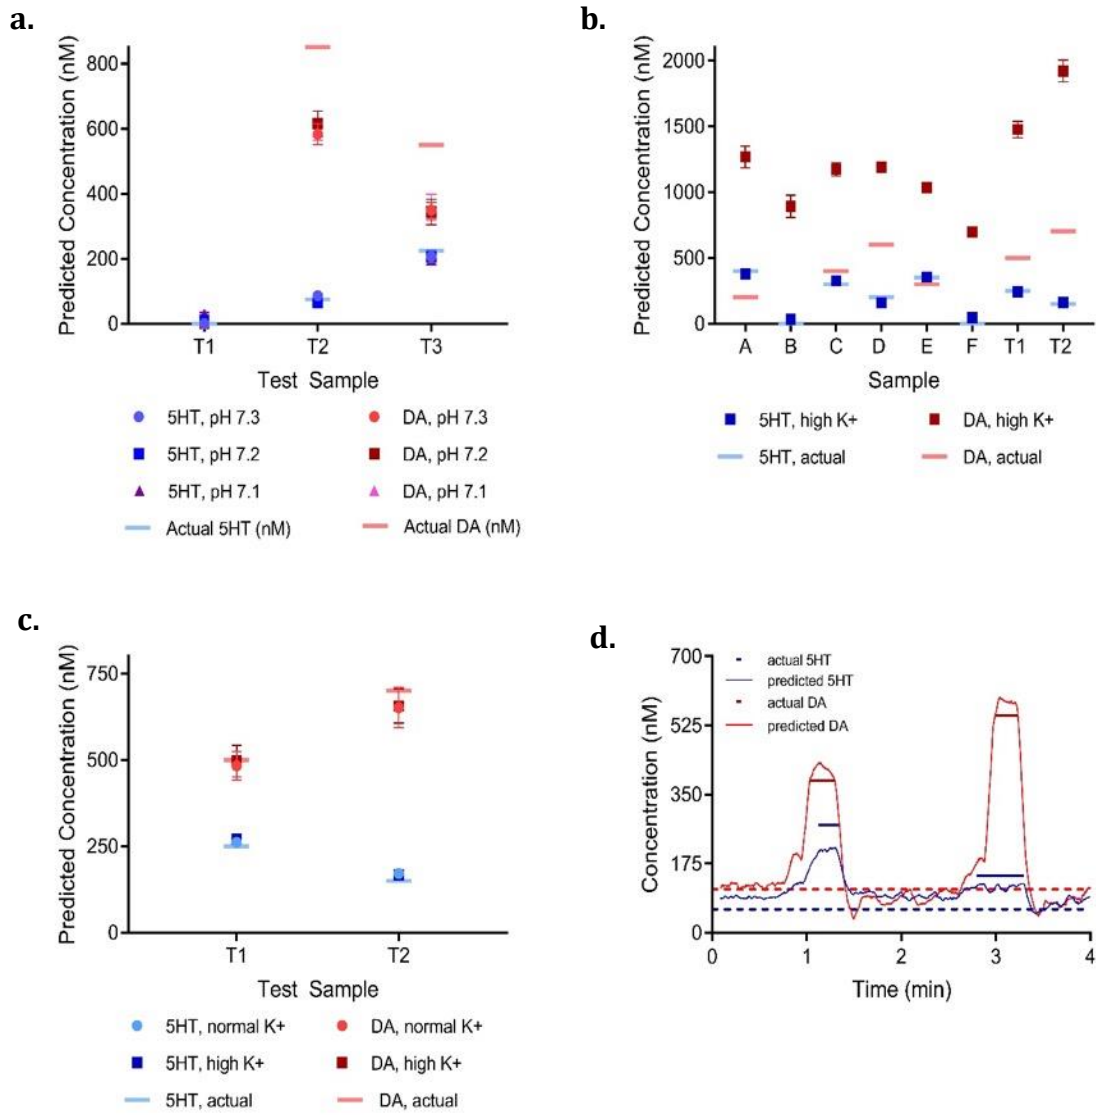 a.
Predicted Concentration (nM)
800
600
400
200
0
T1 T2 T3
Test Sample
5HT, pH 7.3 DA, pH 7.3
5HT, pH 7.2 DA, pH 7.2
5HT, pH 7.1 DA, pH 7.1
Actual 5HT (nM) Actual DA (nM)
b.
Predicted Concentration (nM)
2000
1500
1000
500
0
A B C D E F T1 T2
Sample
5HT, high K+ DA, high K+
5HT, actual DA, actual
c.
Predicted Concentration (nM)
750
500
250
0
T1 T2
Test Sample
5HT, normal K+ DA, normal K+
5HT, high K+ DA, high K+
5HT, actual DA, actual
d.
Concentration (nM)
700
525
350
175
0
actual 5HT
predicted 5HT
actual DA
predicted DA
0 1 2 3 4
Time (min)